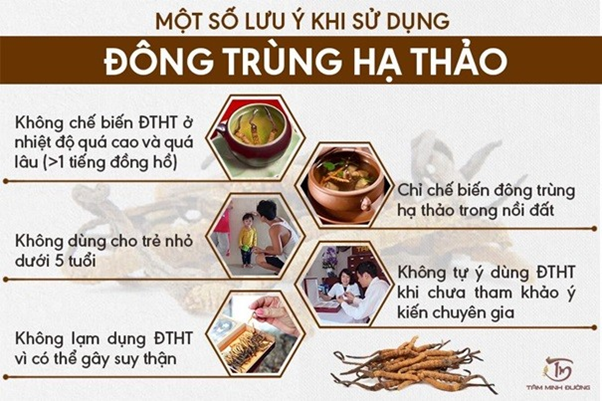 MỘT SỐ LƯU Ý KHI SỬ DỤNG
ĐÔNG TRÙNG HẠ THẢO
Không chế biến ĐTHT ở
nhiệt độ quá cao và quá
lâu (>1 tiếng đồng hồ)
Chỉ chế biến đông trùng
hạ thảo trong nồi đất
Không dùng cho trẻ nhỏ
dưới 5 tuổi
Không tự ý dùng ĐTHT
khi chưa tham khảo ý
kiến chuyên gia
Không lạm dụng ĐTHT
vì có thể gây suy thận
TÂM MINH ĐƯỜNG